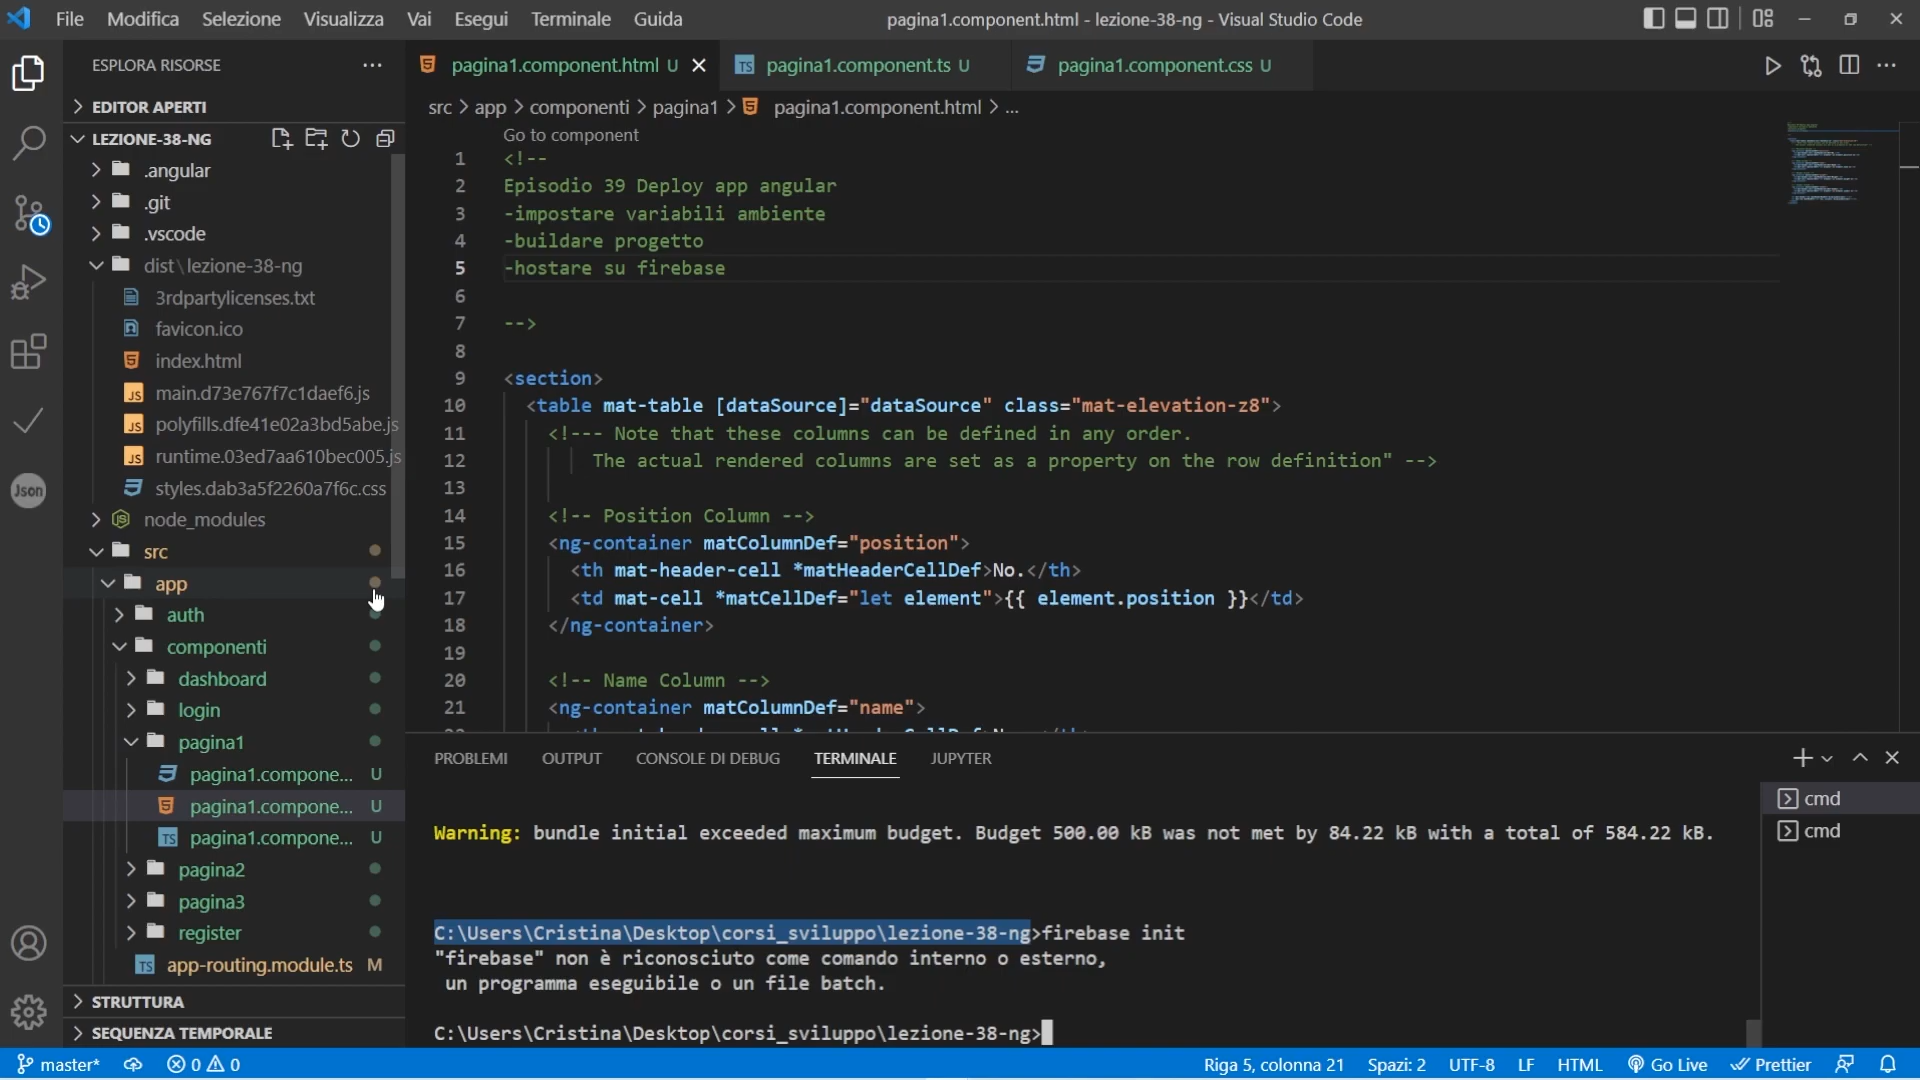 File Modifica Selezione Visualizza Vai Esegui Terminale Guida
pagina1.component.html - lezione-38-ng - Visual Studio Code
ESPLORA RISORSE
EDITOR APERTI
LEZIONE-38-NG
.angular
.git
.vscode
dist\lezione-38-ng
3rdpartylicenses.txt
favicon.ico
index.html
JS main.d73e767f7c1daef6.js
JS polyfills.dfe41e02a3bd5abe.js
JS runtime.03ed7aa610bec005.js
styles.dab3a5f2260a7f6c.css
node_modules
src
app
auth
componenti
dashboard
login
pagina1
pagina1.compone... U
pagina1.compone... U
TS pagina1.compone... U
pagina2
pagina3
register
TS app-routing.module.ts M
STRUTTURA
SEQUENZA TEMPORALE
Json
pagina1.component.html U
TS pagina1.component.ts U
pagina1.component.css U
src > app > componenti > pagina1 > pagina1.component.html > ...
Go to component
1 <!--
2 Episodio 39 Deploy app angular
3 -impostare variabili ambiente
4 -buildare progetto
5 -hostare su firebase
6
7 -->
8
9 <section>
10 <table mat-table [dataSource]="dataSource" class="mat-elevation-z8">
11 <!--- Note that these columns can be defined in any order.
12 The actual rendered columns are set as a property on the row definition" -->
13
14 <!-- Position Column -->
15 <ng-container matColumnDef="position">
16 <th mat-header-cell *matHeaderCellDef>No.</th>
17 <td mat-cell *matCellDef="let element">{{ element.position }}</td>
18 </ng-container>
19
20 <!-- Name Column -->
21 <ng-container matColumnDef="name">
PROBLEMI OUTPUT CONSOLE DI DEBUG TERMINALE JUPYTER
cmd
cmd
Warning: bundle initial exceeded maximum budget. Budget 500.00 kB was not met by 84.22 kB with a total of 584.22 kB.
C:\Users\Cristina\Desktop\corsi_sviluppo\lezione-38-ng>firebase init
"firebase" non è riconosciuto come comando interno o esterno,
un programma eseguibile o un file batch.
C:\Users\Cristina\Desktop\corsi_sviluppo\lezione-38-ng>
master* 0 0 Riga 5, colonna 21 Spazi: 2 UTF-8 LF HTML Go Live Prettier